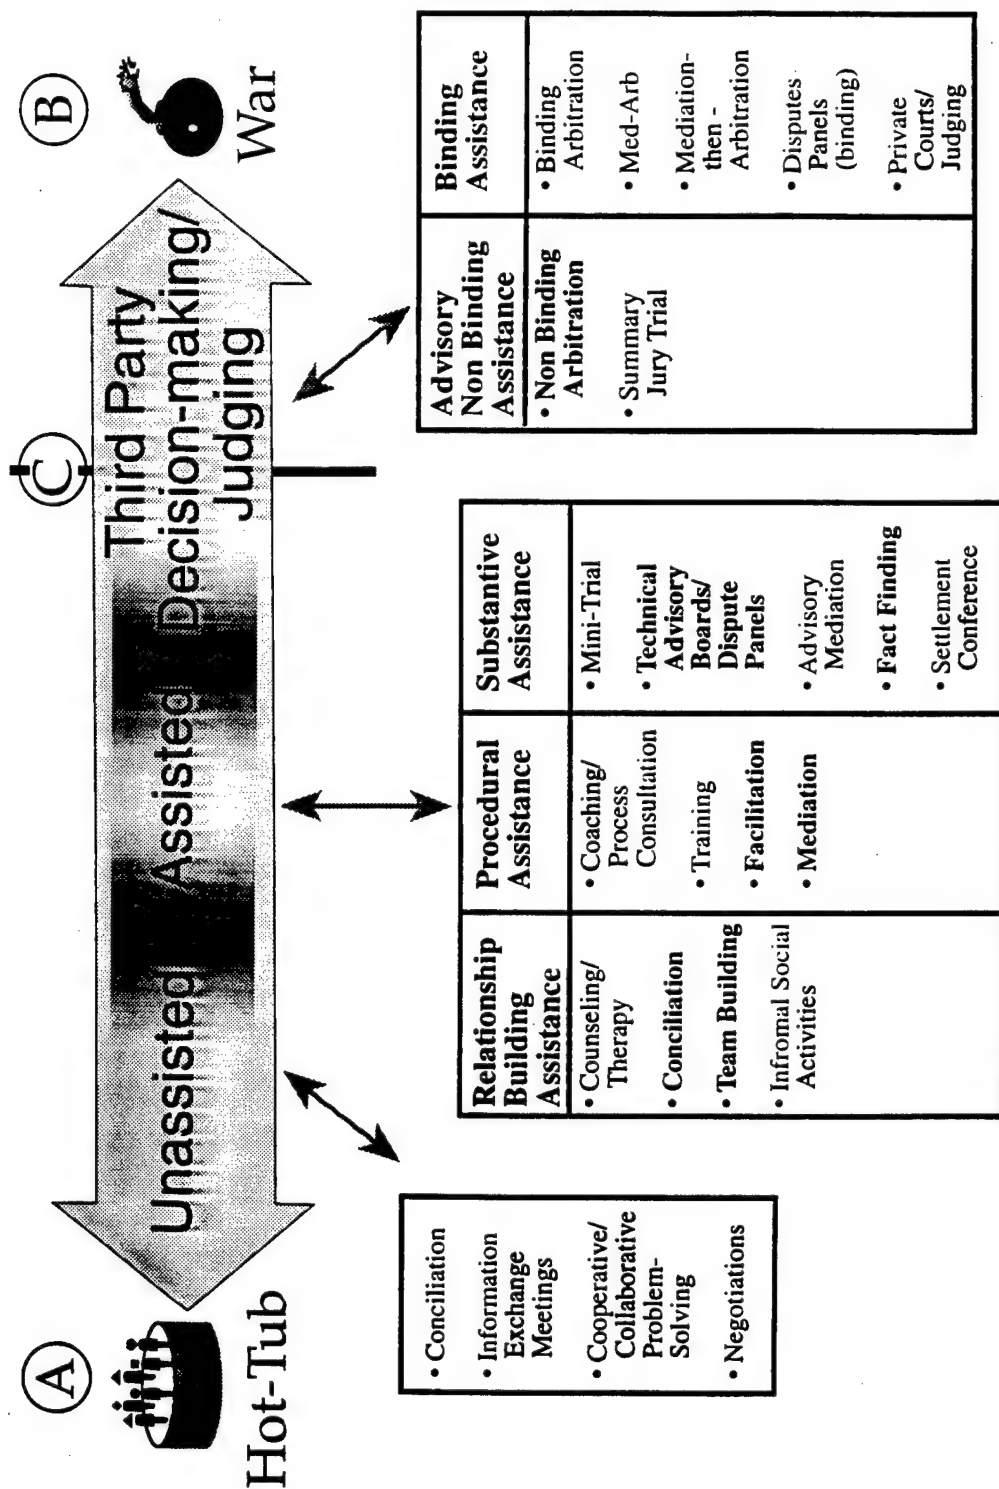 A
B
C
Hot-Tub
War
Unassisted
Assisted
Third Party
Decision-making/
Judging
• Conciliation
• Information
Exchange
Meetings
• Cooperative/
Collaborative
Problem-
Solving
• Negotiations
Relationship
Building
Assistance
• Counseling/
Therapy
• Conciliation
• Team Building
• Infromal Social
Activities
Procedural
Assistance
• Coaching/
Process
Consultation
• Training
• Facilitation
• Mediation
Substantive
Assistance
• Mini-Trial
• Technical
Advisory
Boards/
Dispute
Panels
• Advisory
Mediation
• Fact Finding
• Settlement
Conference
Advisory
Non Binding
Assistance
• Non Binding
Arbitration
• Summary
Jury Trial
Binding
Assistance
• Binding
Arbitration
• Med-Arb
• Mediation-
then -
Arbitration
• Disputes
Panels
(binding)
• Private
Courts/
Judging